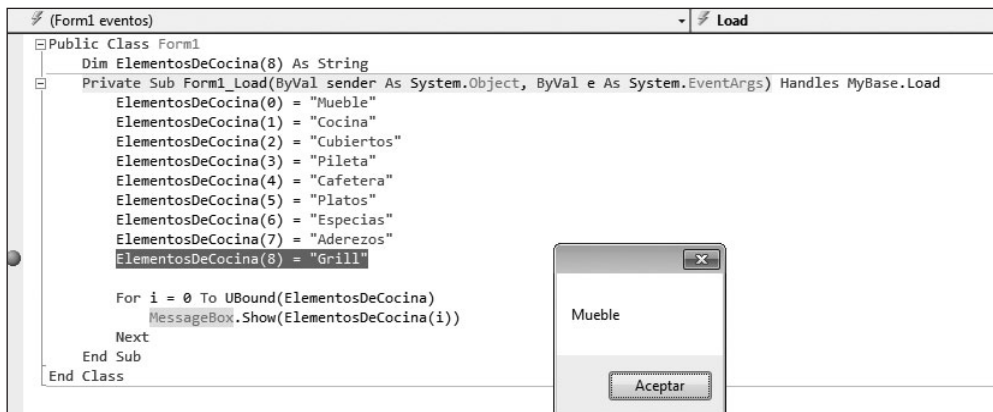 (Form1 eventos)
Load
Public Class Form1
Dim ElementosDeCocina(8) As String
Private Sub Form1_Load(ByVal sender As System.Object, ByVal e As System.EventArgs) Handles MyBase.Load
ElementosDeCocina(0) = "Mueble"
ElementosDeCocina(1) = "Cocina"
ElementosDeCocina(2) = "Cubiertos"
ElementosDeCocina(3) = "Pileta"
ElementosDeCocina(4) = "Cafetera"
ElementosDeCocina(5) = "Platos"
ElementosDeCocina(6) = "Especias"
ElementosDeCocina(7) = "Aderezos"
ElementosDeCocina(8) = "Grill"
For i = 0 To UBound(ElementosDeCocina)
MessageBox.Show(ElementosDeCocina(i))
Next
End Sub
End Class
Mueble
Aceptar